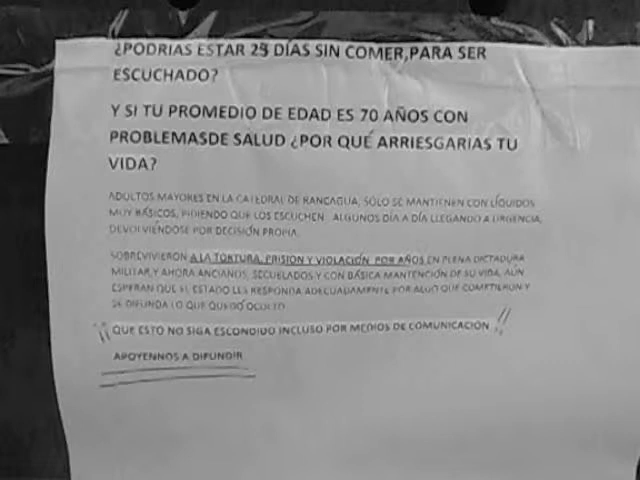 ¿PODRIAS ESTAR 29 DÍAS SIN COMER,PARA SER
ESCUCHADO?
Y SI TU PROMEDIO DE EDAD ES 70 AÑOS CON
PROBLEMASDE SALUD ¿POR QUÉ ARRIESGARIAS TU
VIDA?
ADULTOS MAYORES EN LA CATEDRAL DE RANCAGUA, SOLO SE MANTIENEN CON LÍQUIDOS
MUY BÁSICOS, PIDIENDO QUE LOS ESCUCHEN. ALGUNOS DÍA A DÍA LLEGANDO A URGENCIA,
DEVOLVIÉNDOSE POR DECISIÓN PROPIA.
SOBREVIVIERON A LA TORTURA, PRISION Y VIOLACIÓN POR AÑOS EN PLENA DICTADURA
MILITAR,Y AHORA ANCIANOS, SECUELADOS Y CON BÁSICA MANTENCIÓN DE SU VIDA, AÚN
ESPERAN QUE EL ESTADO LES RESPONDA ADECUADAMENTE POR ALGO QUE COMETIERON Y
SE DIFUNDA LO QUE QUEDÓ OCULTO
¡¡ QUE ESTO NO SIGA ESCONDIDO INCLUSO POR MEDIOS DE COMUNICACIÓN !!
APOYENNOS A DIFUNDIR